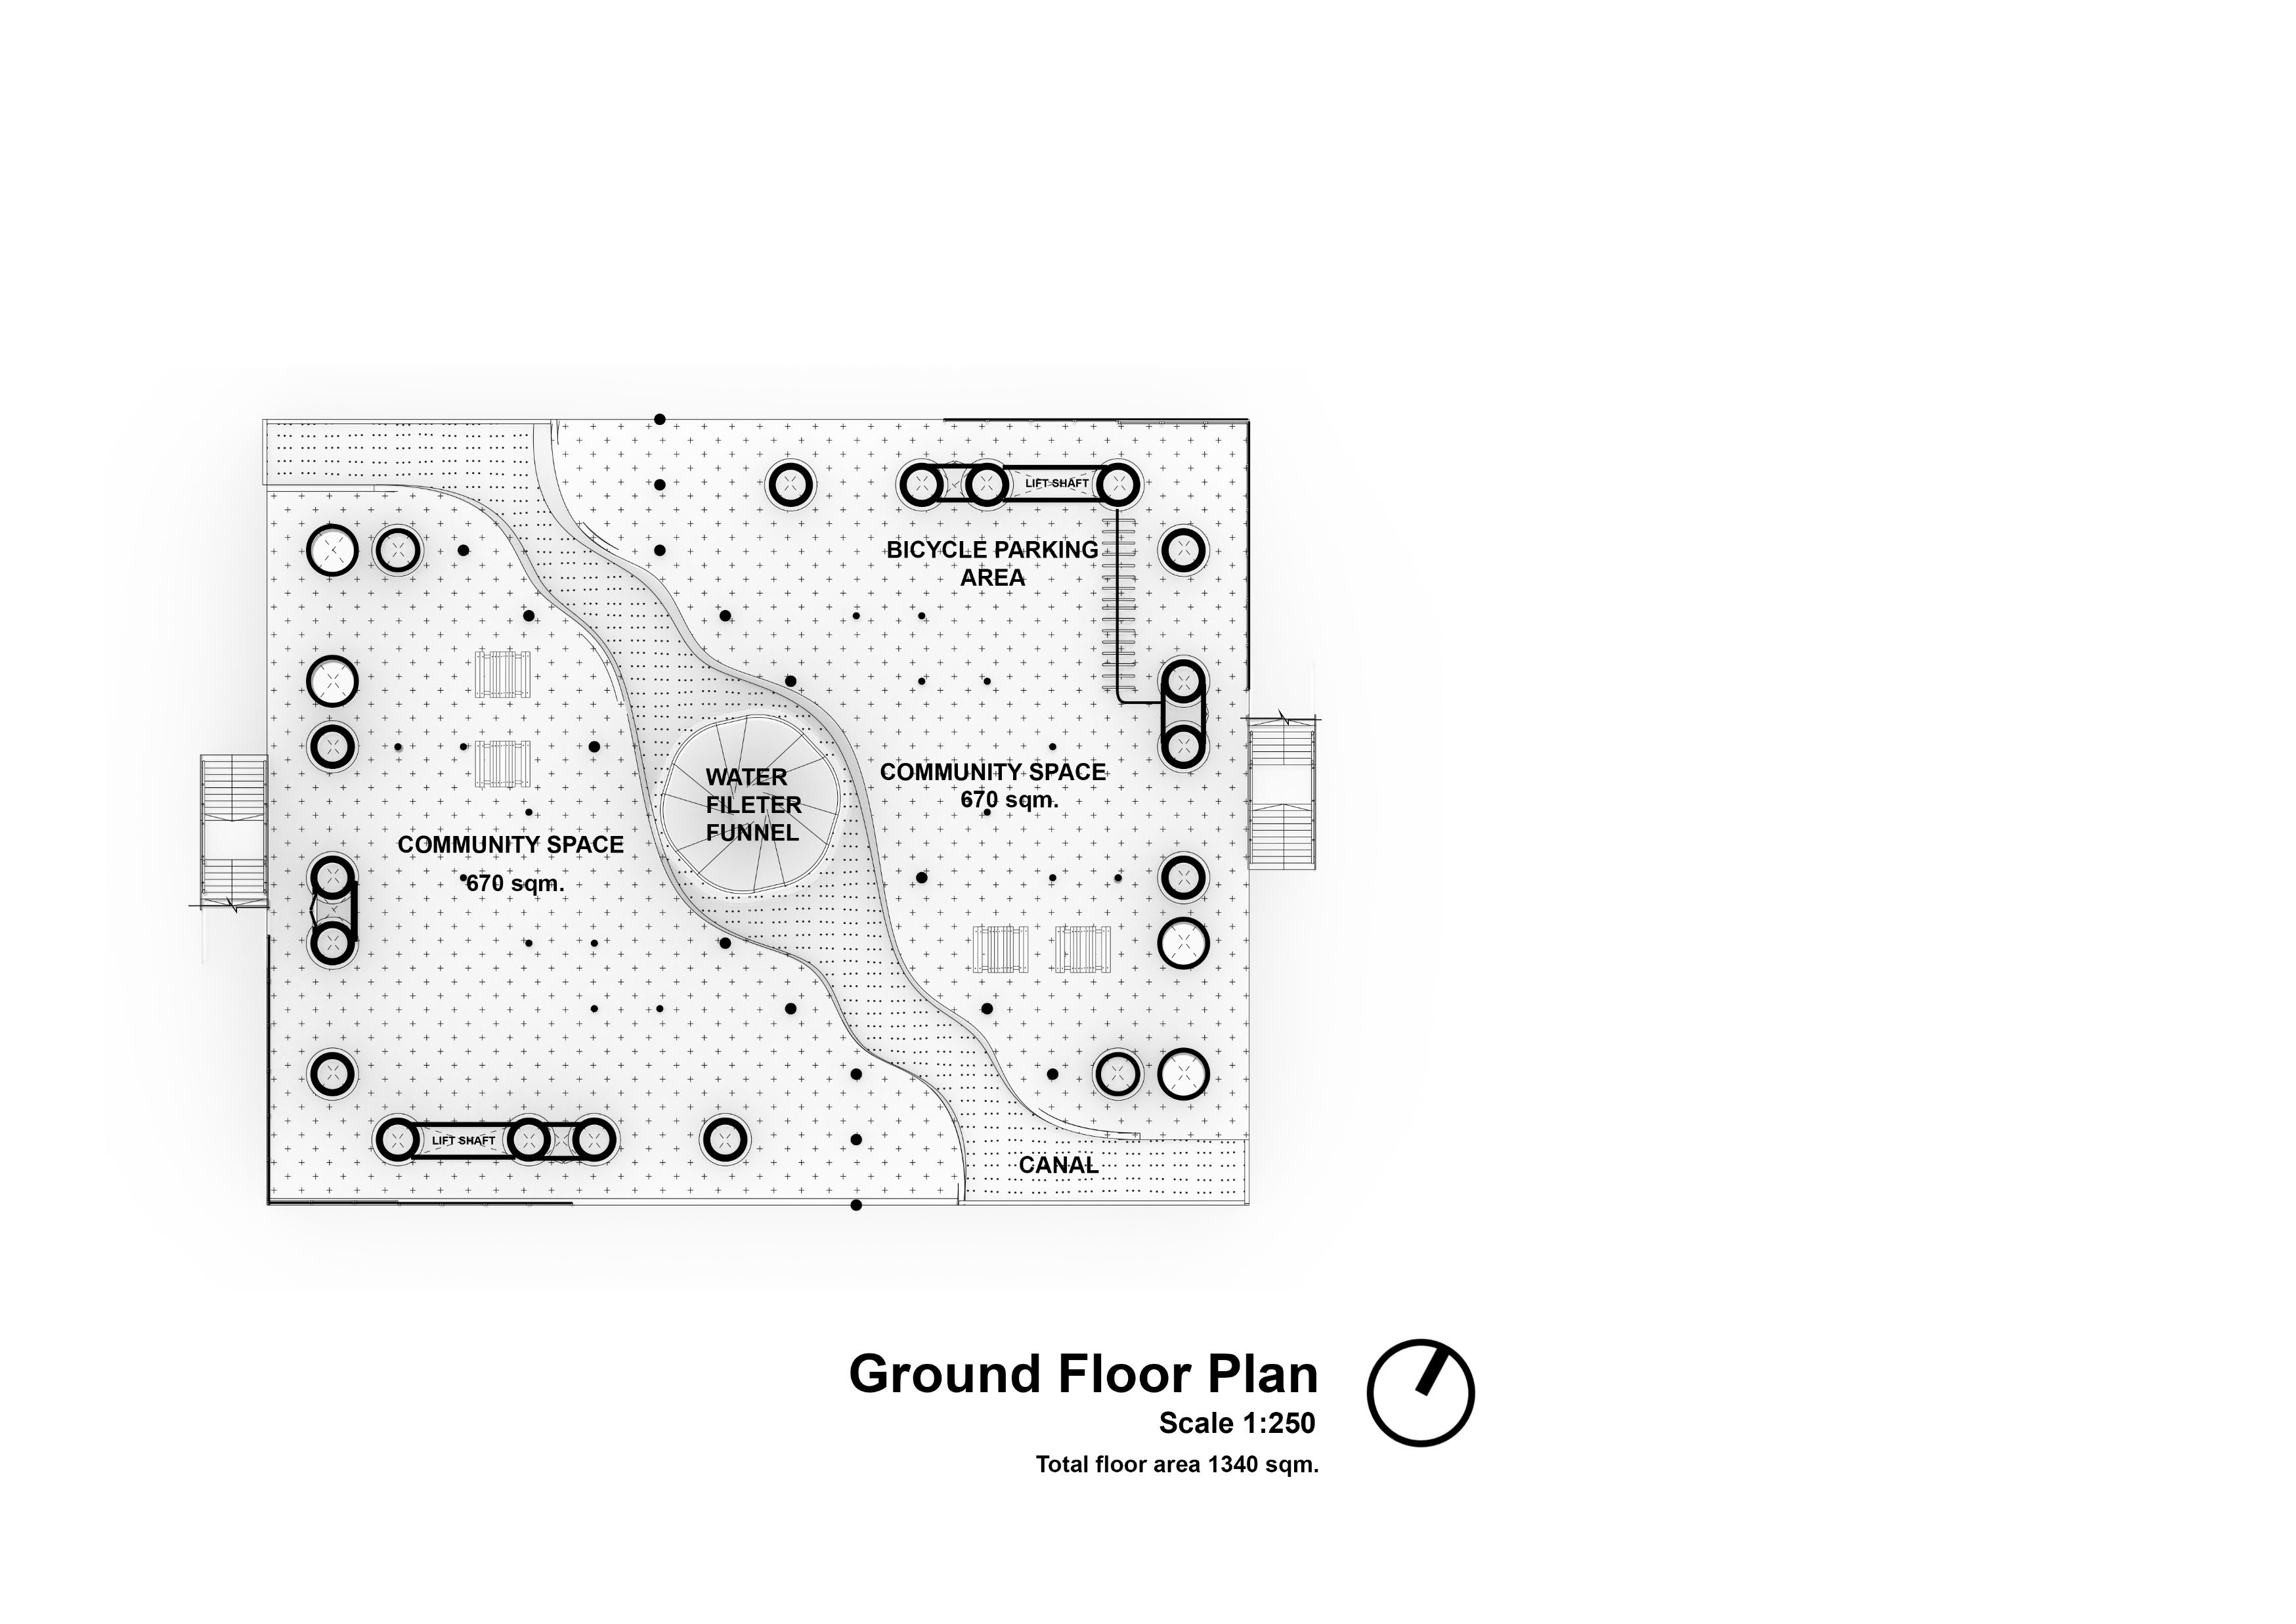 LIFT SHAFT
BICYCLE PARKING
AREA
COMMUNITY SPACE
670 sqm.
WATER
FILETER
FUNNEL
COMMUNITY SPACE
670 sqm.
LIFT SHAFT
CANAL
Ground Floor Plan
Scale 1:250
Total floor area 1340 sqm.